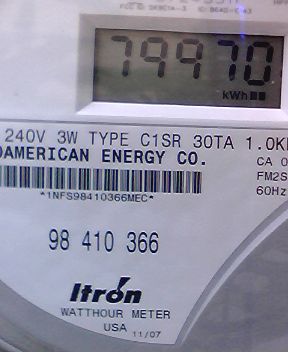 79970
kWh
240V 3W TYPE C1SR 30TA 1.0K
AMERICAN ENERGY CO.
CA 0
FM2S
60Hz
*1NFS98410366MEC*
98 410 366
Itron
WATTHOUR METER
USA 11/07